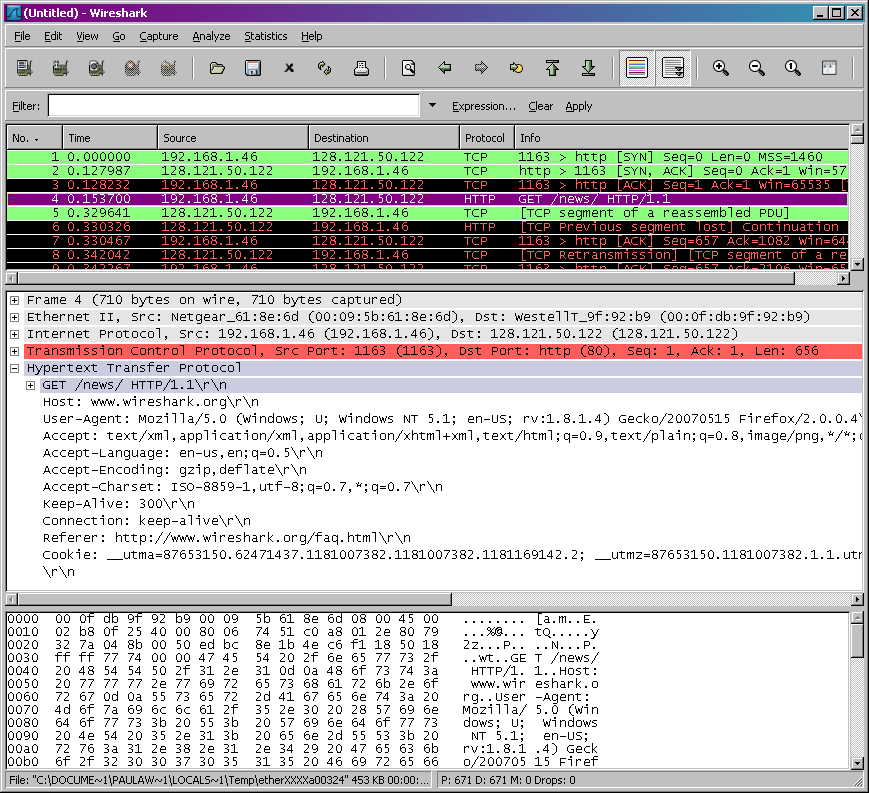 (Untitled) - Wireshark
File Edit View Go Capture Analyze Statistics Help
Filter: Expression... Clear Apply
No. . Time Source Destination Protocol Info
1 0.000000 192.168.1.46 128.121.50.122 TCP 1163 > http [SYN] Seq=0 Len=0 MSS=1460
2 0.127987 192.168.1.46 128.121.50.122 TCP http > 1163 [SYN, ACK] Seq=0 Ack=1 Win=57
3 0.128232 192.168.1.46 128.121.50.122 TCP 1163 > http [ACK] Seq=1 Ack=1 Win=65535 [
4 0.153700 192.168.1.46 128.121.50.122 HTTP GET /news/ HTTP/1.1
5 0.329641 192.168.1.46 128.121.50.122 TCP [TCP segment of a reassembled PDU]
6 0.330326 192.168.1.46 128.121.50.122 HTTP [TCP Previous segment lost] Continuation
7 0.330467 192.168.1.46 128.121.50.122 TCP 1163 > http [ACK] Seq=657 Ack=1082 Win=64
8 0.342042 192.168.1.46 128.121.50.122 TCP [TCP Retransmission] [TCP segment of a re
9 0.342267 192.168.1.46 128.121.50.122 TCP 1163 > http [ACK] Seq=657 Ack=2106 Win=65
Frame 4 (710 bytes on wire, 710 bytes captured)
Ethernet II, Src: Netgear_61:8e:6d (00:09:5b:61:8e:6d), Dst: WestellT_9f:92:b9 (00:0f:db:9f:92:b9)
Internet Protocol, Src: 192.168.1.46 (192.168.1.46), Dst: 128.121.50.122 (128.121.50.122)
Transmission Control Protocol, Src Port: 1163 (1163), Dst Port: http (80), Seq: 1, Ack: 1, Len: 656
Hypertext Transfer Protocol
GET /news/ HTTP/1.1\r\n
Host: www.wireshark.org\r\n
User-Agent: Mozilla/5.0 (Windows; U; Windows NT 5.1; en-US; rv:1.8.1.4) Gecko/20070515 Firefox/2.0.0.4\
Accept: text/xml,application/xml,application/xhtml+xml,text/html;q=0.9,text/plain;q=0.8,image/png,*/*;q
Accept-Language: en-us,en;q=0.5\r\n
Accept-Encoding: gzip,deflate\r\n
Accept-Charset: ISO-8859-1,utf-8;q=0.7,*;q=0.7\r\n
Keep-Alive: 300\r\n
Connection: keep-alive\r\n
Referer: http://www.wireshark.org/faq.html\r\n
Cookie: __utma=87653150.62471437.1181007382.1181007382.1181169142.2; __utmz=87653150.1181007382.1.1.utm
\r\n
0000 00 0f db 9f 92 b9 00 09 5b 61 8e 6d 08 00 45 00 ........ [a.m..E.
0010 02 b8 0f 25 40 00 80 06 74 51 c0 a8 01 2e 80 79 ...%@... tQ.....y
0020 32 7a 04 8b 00 50 ed bc 8e 1b 4e c6 f1 18 50 18 2z...P.. ..N...P.
0030 ff ff 77 74 00 00 47 45 54 20 2f 6e 65 77 73 2f ..wt..GE T /news/
0040 20 48 54 54 50 2f 31 2e 31 0d 0a 48 6f 73 74 3a HTTP/1. 1..Host:
0050 20 77 77 77 2e 77 69 72 65 73 68 61 72 6b 2e 6f www.wir eshark.o
0060 72 67 0d 0a 55 73 65 72 2d 41 67 65 6e 74 3a 20 rg..User -Agent:
0070 4d 6f 7a 69 6c 6c 61 2f 35 2e 30 20 28 57 69 6e Mozilla/ 5.0 (Win
0080 64 6f 77 73 3b 20 55 3b 20 57 69 6e 64 6f 77 73 dows; U; Windows
0090 20 4e 54 20 35 2e 31 3b 20 65 6e 2d 55 53 3b 20 NT 5.1; en-US;
00a0 72 76 3a 31 2e 38 2e 31 2e 34 29 20 47 65 63 6b rv:1.8.1 .4) Geck
00b0 6f 2f 32 30 30 37 30 35 31 35 20 46 69 72 65 66 o/200705 15 Firef
File: "C:\DOCUME~1\PAULAW~1\LOCALS~1\Temp\etherXXXXa00324" 453 KB 00:00:... P: 671 D: 671 M: 0 Drops: 0